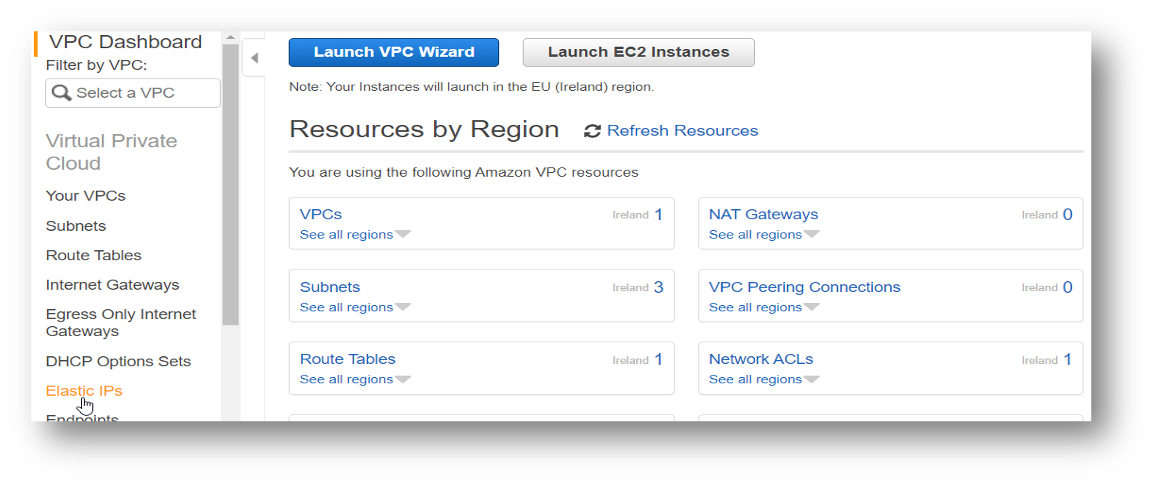 VPC Dashboard
Filter by VPC:
Select a VPC
Virtual Private
Cloud
Your VPCs
Subnets
Route Tables
Internet Gateways
Egress Only Internet
Gateways
DHCP Options Sets
Elastic IPs
Endpoints
Launch VPC Wizard
Launch EC2 Instances
Note: Your Instances will launch in the EU (Ireland) region.
Resources by Region
Refresh Resources
You are using the following Amazon VPC resources
VPCs
Ireland 1
See all regions
NAT Gateways
Ireland 0
See all regions
Subnets
Ireland 3
See all regions
VPC Peering Connections
Ireland 0
See all regions
Route Tables
Ireland 1
See all regions
Network ACLs
Ireland 1
See all regions